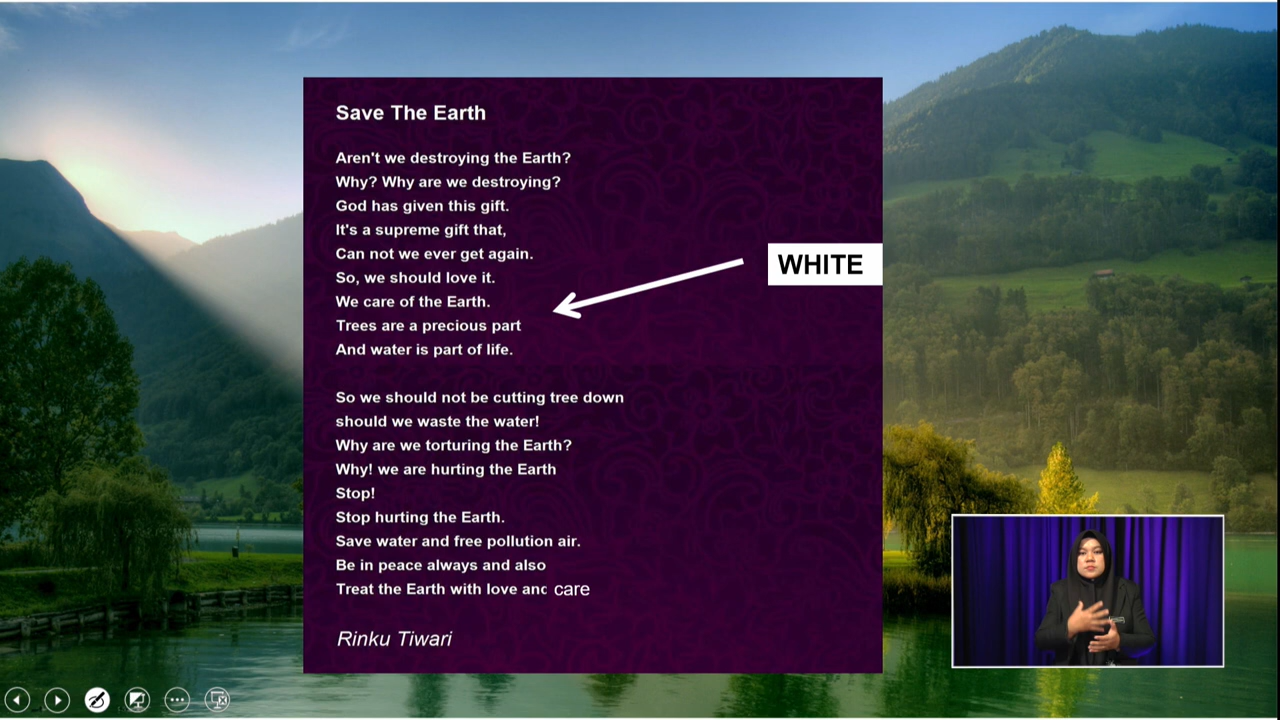 Save The Earth
Aren't we destroying the Earth?
Why? Why are we destroying?
God has given this gift.
It's a supreme gift that,
Can not we ever get again.
So, we should love it.
We care of the Earth.
Trees are a precious part
And water is part of life.
So we should not be cutting tree down
should we waste the water!
Why are we torturing the Earth?
Why! we are hurting the Earth
Stop!
Stop hurting the Earth.
Save water and free pollution air.
Be in peace always and also
Treat the Earth with love and care
Rinku Tiwari
WHITE